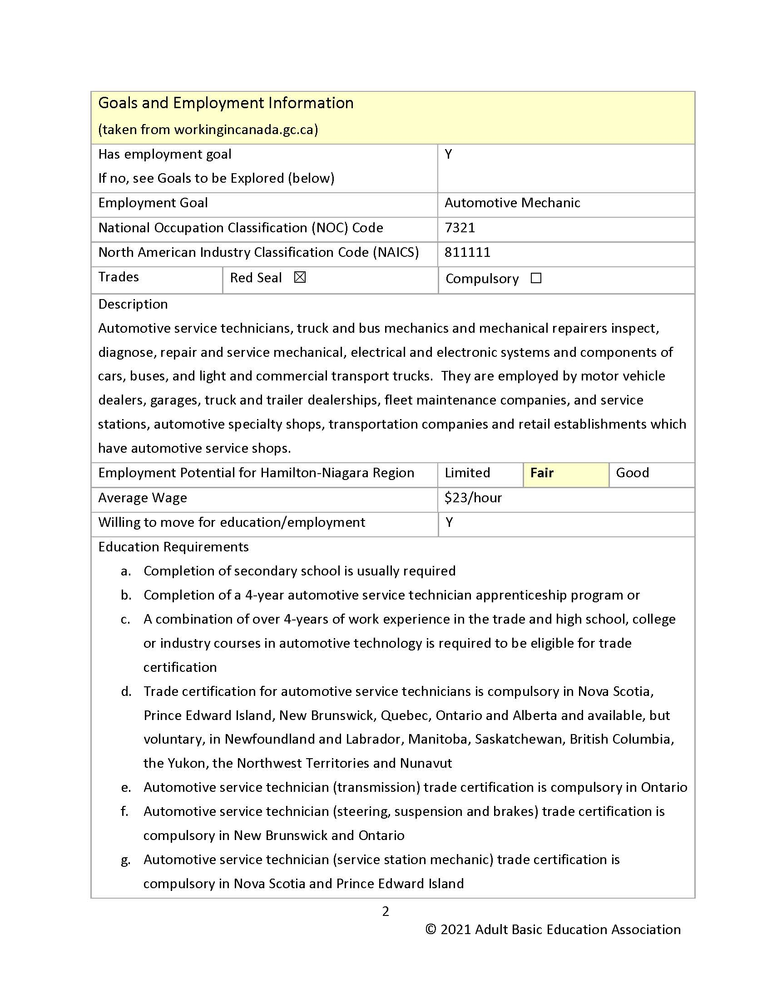 Goals and Employment Information
(taken from workingincanada.gc.ca)
Has employment goal
If no, see Goals to be Explored (below)
Y
Employment Goal
Automotive Mechanic
National Occupation Classification (NOC) Code
7321
North American Industry Classification Code (NAICS)
811111
Trades
Red Seal ☒
Compulsory ☐
Description
Automotive service technicians, truck and bus mechanics and mechanical repairers inspect,
diagnose, repair and service mechanical, electrical and electronic systems and components of
cars, buses, and light and commercial transport trucks.  They are employed by motor vehicle
dealers, garages, truck and trailer dealerships, fleet maintenance companies, and service
stations, automotive specialty shops, transportation companies and retail establishments which
have automotive service shops.
Employment Potential for Hamilton-Niagara Region
Limited
Fair
Good
Average Wage
$23/hour
Willing to move for education/employment
Y
Education Requirements
a. Completion of secondary school is usually required
b. Completion of a 4-year automotive service technician apprenticeship program or
c. A combination of over 4-years of work experience in the trade and high school, college
or industry courses in automotive technology is required to be eligible for trade
certification
d. Trade certification for automotive service technicians is compulsory in Nova Scotia,
Prince Edward Island, New Brunswick, Quebec, Ontario and Alberta and available, but
voluntary, in Newfoundland and Labrador, Manitoba, Saskatchewan, British Columbia,
the Yukon, the Northwest Territories and Nunavut
e. Automotive service technician (transmission) trade certification is compulsory in Ontario
f. Automotive service technician (steering, suspension and brakes) trade certification is
compulsory in New Brunswick and Ontario
g. Automotive service technician (service station mechanic) trade certification is
compulsory in Nova Scotia and Prince Edward Island
2
© 2021 Adult Basic Education Association